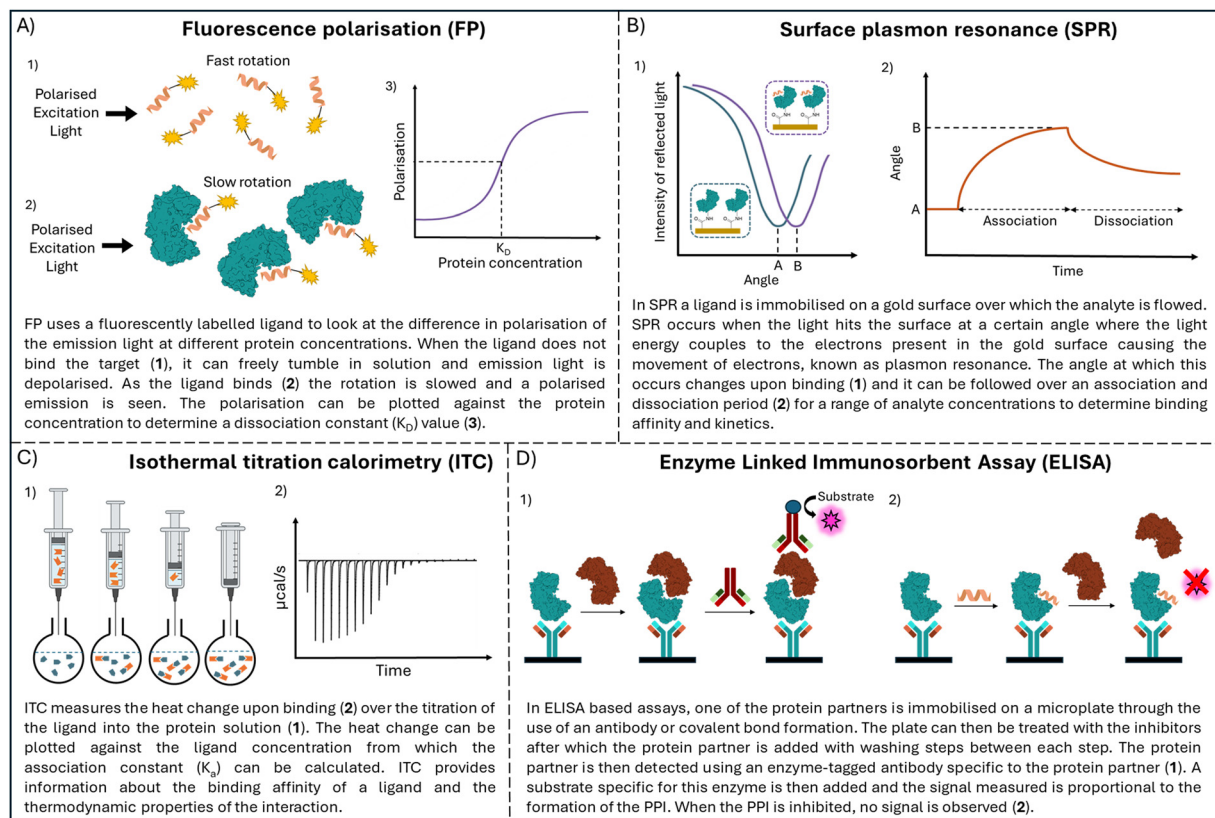 A)
Fluorescence polarisation (FP)
1)
Fast rotation
Polarised
Excitation
Light
2)
Slow rotation
Polarised
Excitation
Light
3)
Polarisation
K_D
Protein concentration
FP uses a fluorescently labelled ligand to look at the difference in polarisation of
the emission light at different protein concentrations. When the ligand does not
bind the target (1), it can freely tumble in solution and emission light is
depolarised. As the ligand binds (2) the rotation is slowed and a polarised
emission is seen. The polarisation can be plotted against the protein
concentration to determine a dissociation constant (K_D) value (3).
B)
Surface plasmon resonance (SPR)
1)
Intensity of reflected light
O
NH
O
NH
O
NH
O
NH
A
B
Angle
2)
Angle
B
A
Association
Dissociation
Time
In SPR a ligand is immobilised on a gold surface over which the analyte is flowed.
SPR occurs when the light hits the surface at a certain angle where the light
energy couples to the electrons present in the gold surface causing the
movement of electrons, known as plasmon resonance. The angle at which this
occurs changes upon binding (1) and it can be followed over an association and
dissociation period (2) for a range of analyte concentrations to determine binding
affinity and kinetics.
C)
Isothermal titration calorimetry (ITC)
1)
2)
μcal/s
Time
ITC measures the heat change upon binding (2) over the titration of
the ligand into the protein solution (1). The heat change can be
plotted against the ligand concentration from which the
association constant (K_a) can be calculated. ITC provides
information about the binding affinity of a ligand and the
thermodynamic properties of the interaction.
D)
Enzyme Linked Immunosorbent Assay (ELISA)
1)
Substrate
2)
In ELISA based assays, one of the protein partners is immobilised on a microplate through the
use of an antibody or covalent bond formation. The plate can then be treated with the inhibitors
after which the protein partner is added with washing steps between each step. The protein
partner is then detected using an enzyme-tagged antibody specific to the protein partner (1). A
substrate specific for this enzyme is then added and the signal measured is proportional to the
formation of the PPI. When the PPI is inhibited, no signal is observed (2).